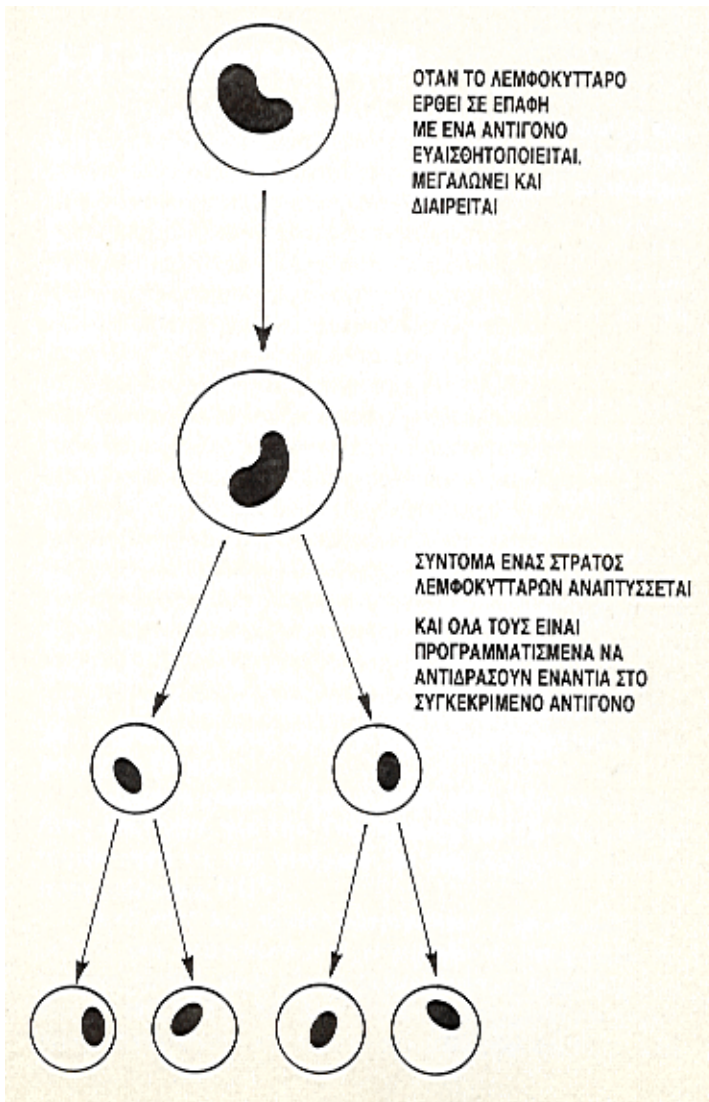 ΟΤΑΝ ΤΟ ΛΕΜΦΟΚΥΤΤΑΡΟ
ΕΡΘΕΙ ΣΕ ΕΠΑΦΗ
ΜΕ ΕΝΑ ΑΝΤΙΓΟΝΟ
ΕΥΑΙΣΘΗΤΟΠΟΙΕΙΤΑΙ.
ΜΕΓΑΛΩΝΕΙ ΚΑΙ
ΔΙΑΙΡΕΙΤΑΙ
ΣΥΝΤΟΜΑ ΕΝΑΣ ΣΤΡΑΤΟΣ
ΛΕΜΦΟΚΥΤΤΑΡΩΝ ΑΝΑΠΤΥΣΣΕΤΑΙ
ΚΑΙ ΟΛΑ ΤΟΥΣ ΕΙΝΑΙ
ΠΡΟΓΡΑΜΜΑΤΙΣΜΕΝΑ ΝΑ
ΑΝΤΙΔΡΑΣΟΥΝ ΕΝΑΝΤΙΑ ΣΤΟ
ΣΥΓΚΕΚΡΙΜΕΝΟ ΑΝΤΙΓΟΝΟ